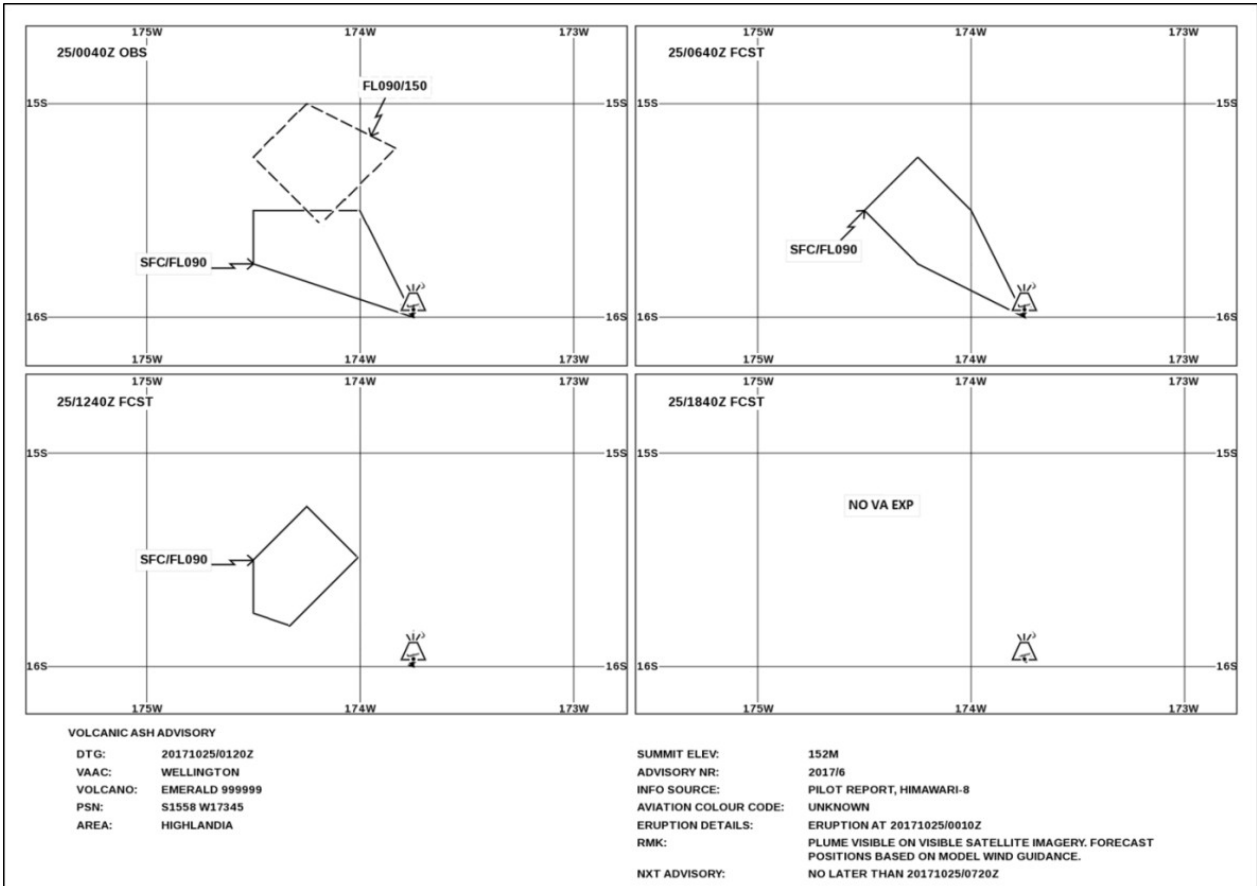 175W 174W 173W
25/0040Z OBS
FL090/150
15S 15S
SFC/FL090
16S 16S
175W 174W 173W
175W 174W 173W
25/0640Z FCST
15S 15S
SFC/FL090
16S 16S
175W 174W 173W
175W 174W 173W
25/1240Z FCST
15S 15S
SFC/FL090
16S 16S
175W 174W 173W
175W 174W 173W
25/1840Z FCST
15S 15S
NO VA EXP
16S 16S
175W 174W 173W
VOLCANIC ASH ADVISORY
DTG: 20171025/0120Z
VAAC: WELLINGTON
VOLCANO: EMERALD 999999
PSN: S1558 W17345
AREA: HIGHLANDIA
SUMMIT ELEV: 152M
ADVISORY NR: 2017/6
INFO SOURCE: PILOT REPORT, HIMAWARI-8
AVIATION COLOUR CODE: UNKNOWN
ERUPTION DETAILS: ERUPTION AT 20171025/0010Z
RMK: PLUME VISIBLE ON VISIBLE SATELLITE IMAGERY. FORECAST
POSITIONS BASED ON MODEL WIND GUIDANCE.
NXT ADVISORY: NO LATER THAN 20171025/0720Z